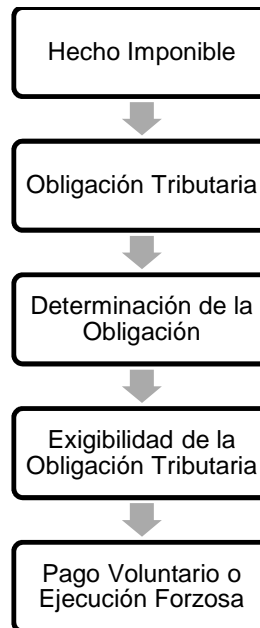 Hecho Imponible
Obligación Tributaria
Determinación de la
Obligación
Exigibilidad de la
Obligación Tributaria
Pago Voluntario o
Ejecución Forzosa